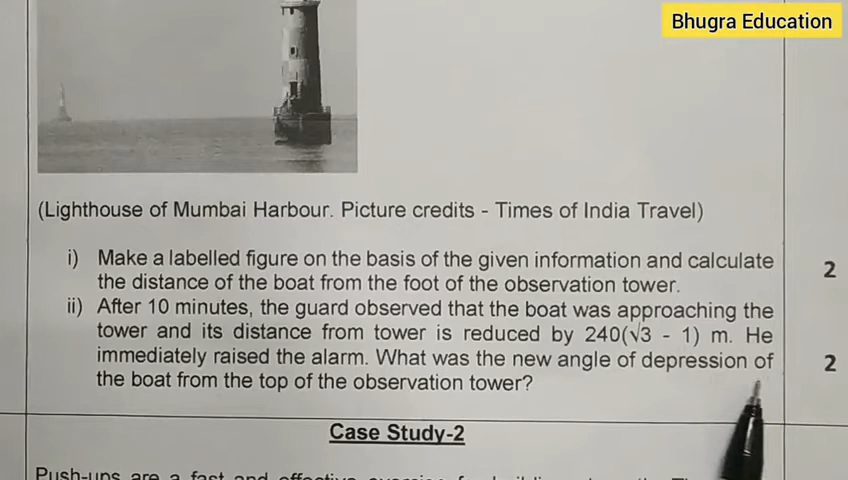 Bhugra Education
(Lighthouse of Mumbai Harbour. Picture credits - Times of India Travel)
i) Make a labelled figure on the basis of the given information and calculate
the distance of the boat from the foot of the observation tower.
2
ii) After 10 minutes, the guard observed that the boat was approaching the
tower and its distance from tower is reduced by 240(√3 - 1) m. He
immediately raised the alarm. What was the new angle of depression of
the boat from the top of the observation tower?
2
Case Study-2
Push-ups are a fast and effective exercise for